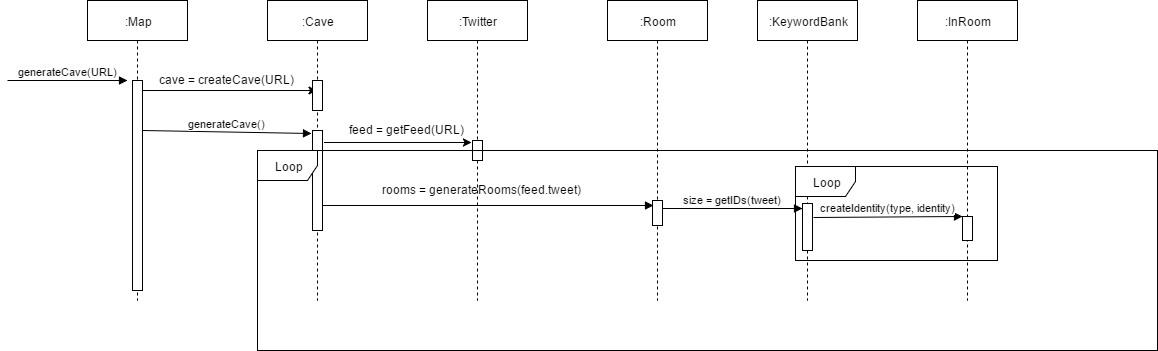 :Map
:Cave
:Twitter
:Room
:KeywordBank
:InRoom
generateCave(URL)
cave = createCave(URL)
generateCave()
feed = getFeed(URL)
Loop
Loop
rooms = generateRooms(feed.tweet)
size = getIDs(tweet)
createIdentity(type, identity)